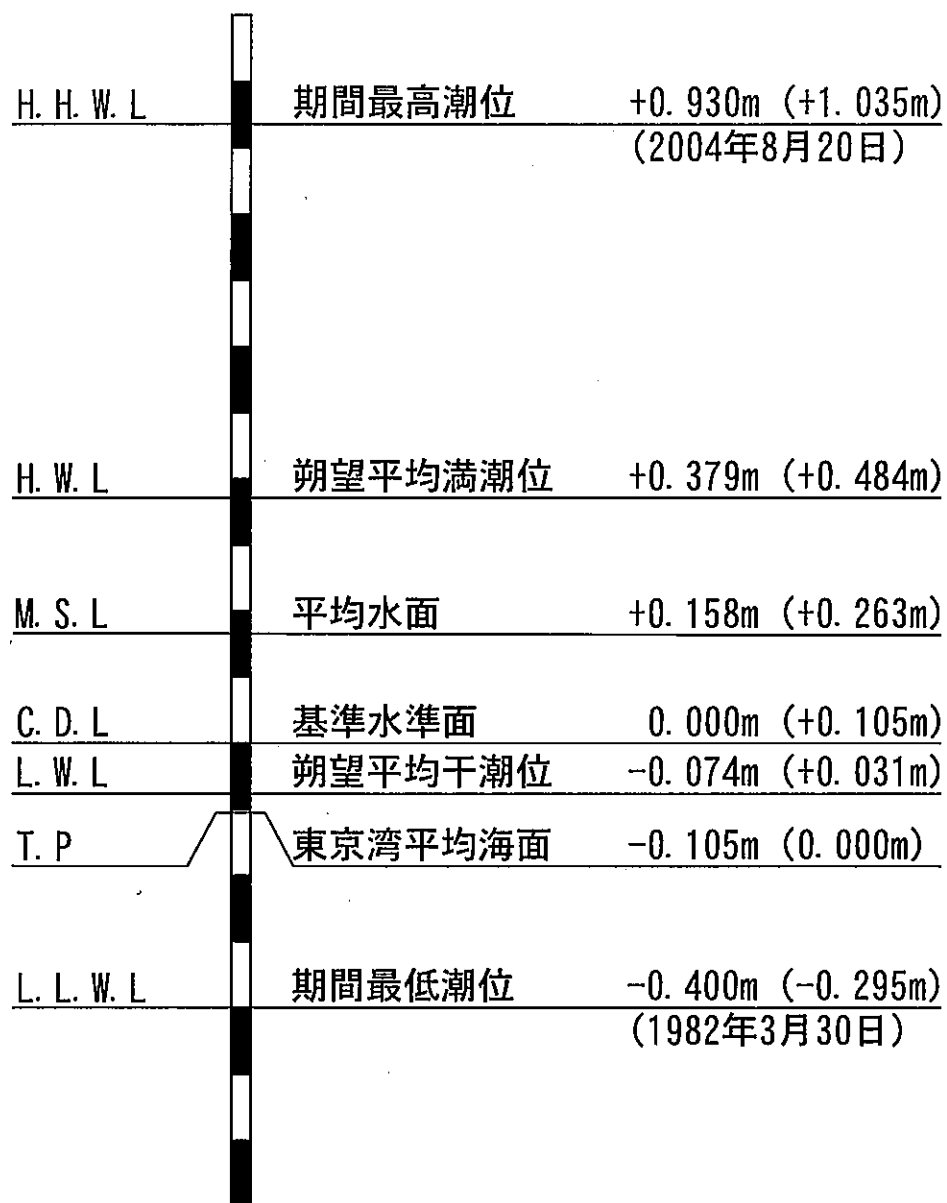 H. H. W. L 期間最高潮位 +0. 930m (+1. 035m)
(2004年8月20日)
H. W. L 朔望平均満潮位 +0. 379m (+0. 484m)
M. S. L 平均水面 +0. 158m (+0. 263m)
C. D. L 基準水準面 0. 000m (+0. 105m)
L. W. L 朔望平均干潮位 -0. 074m (+0. 031m)
T. P 東京湾平均海面 -0. 105m (0. 000m)
L. L. W. L 期間最低潮位 -0. 400m (-0. 295m)
(1982年3月30日)